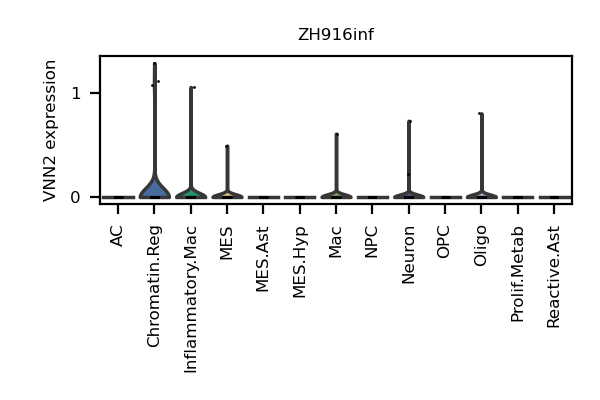 ZH916inf
VNN2 expression
1
0
AC
Chromatin.Reg
Inflammatory.Mac
MES
MES.Ast
MES.Hyp
Mac
NPC
Neuron
OPC
Oligo
Prolif.Metab
Reactive.Ast